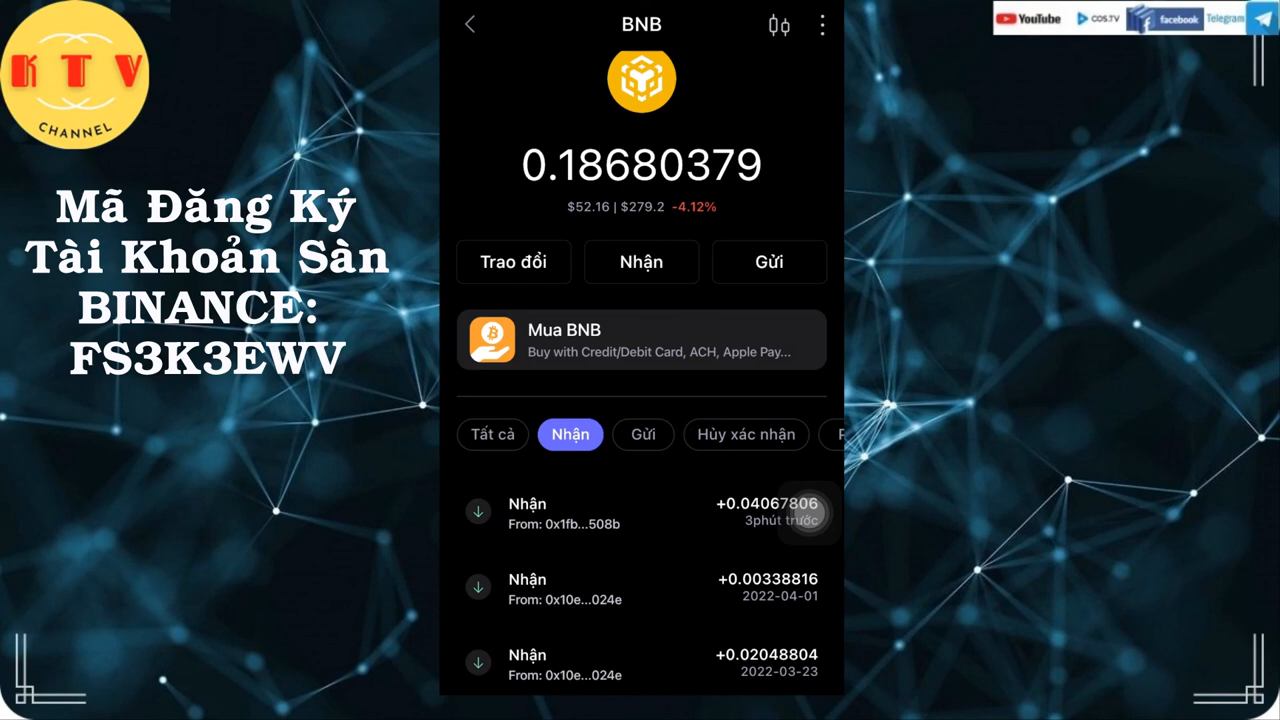 K T V
CHANNEL
Mã Đăng Ký
Tài Khoản Sàn
BINANCE:
FS3K3EWV
BNB
0.18680379
$52.16 | $279.2 -4.12%
Trao đổi
Nhận
Gửi
Mua BNB
Buy with Credit/Debit Card, ACH, Apple Pay...
Tất cả
Nhận
Gửi
Hủy xác nhận
Nhận
+0.04067806
From: 0x1fb...508b
3phút trước
Nhận
+0.00338816
From: 0x10e...024e
2022-04-01
Nhận
+0.02048804
From: 0x10e...024e
2022-03-23
YouTube
COS.TV
facebook
Telegram